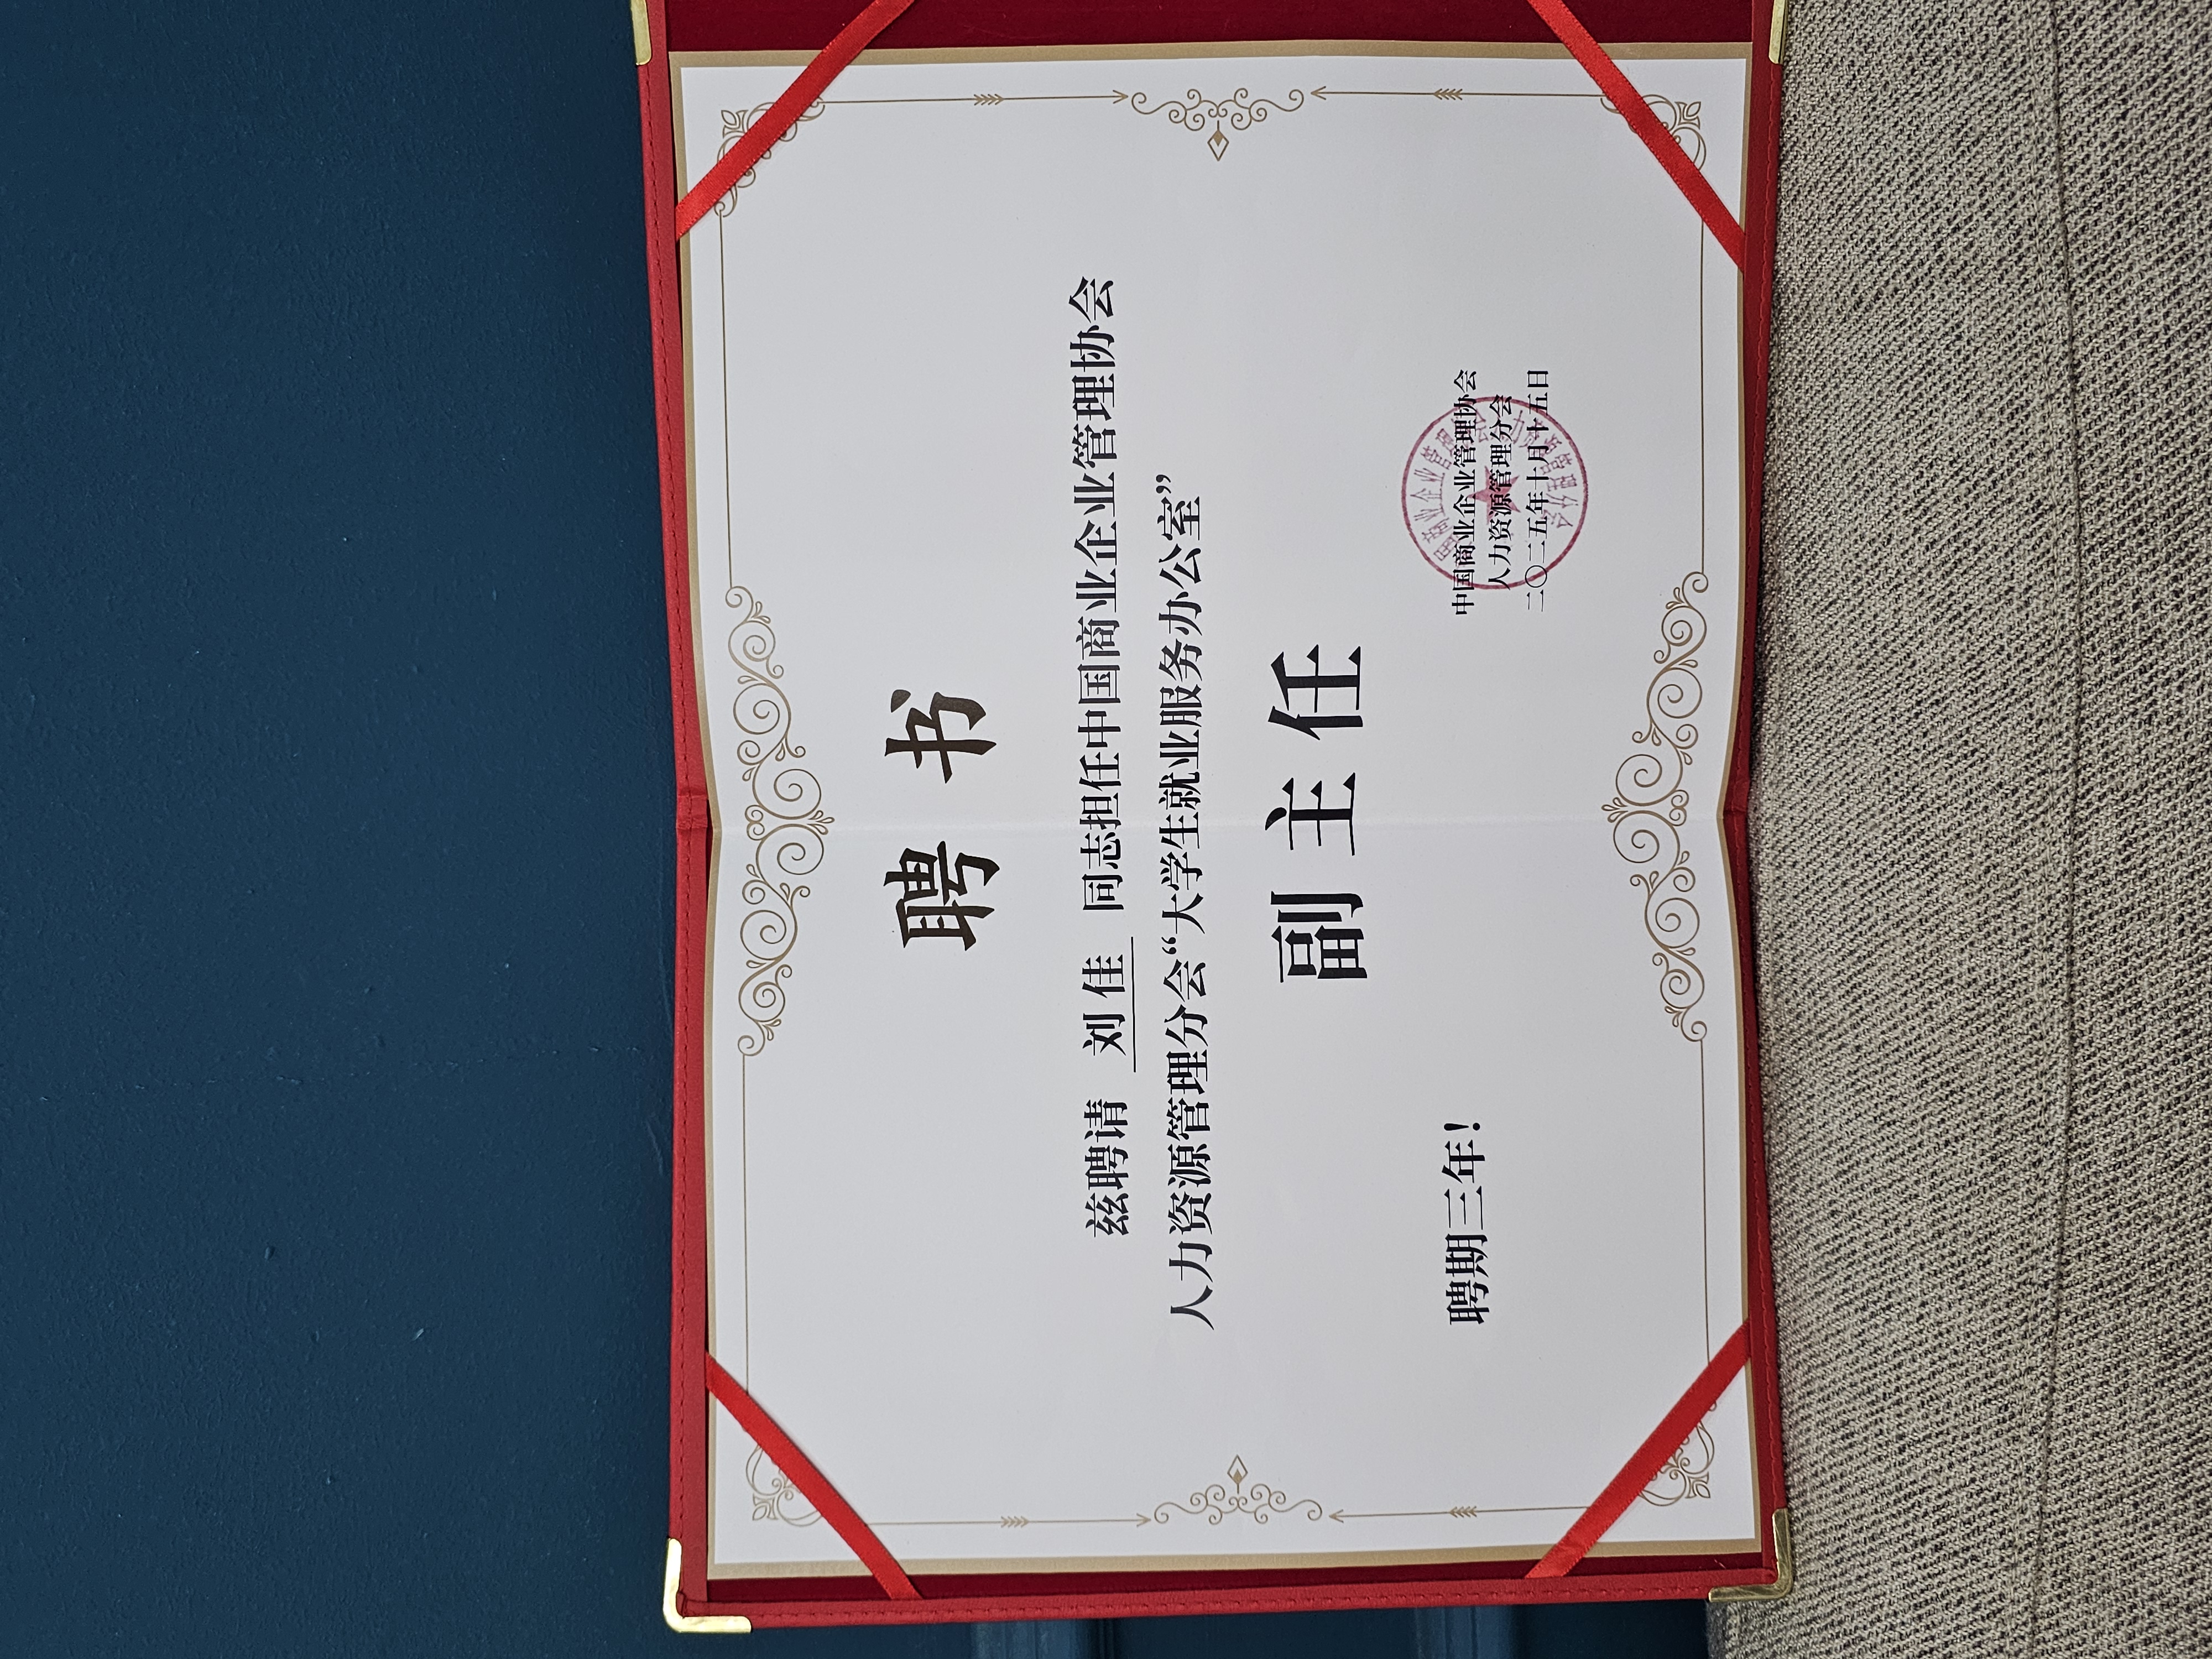 聘书
兹聘请 刘佳 同志担任中国商业企业管理协会
人力资源管理分会“大学生就业服务办公室”
副主任
聘期三年！
中国商业企业管理协会
人力资源管理分会
二〇二五年十月十五日